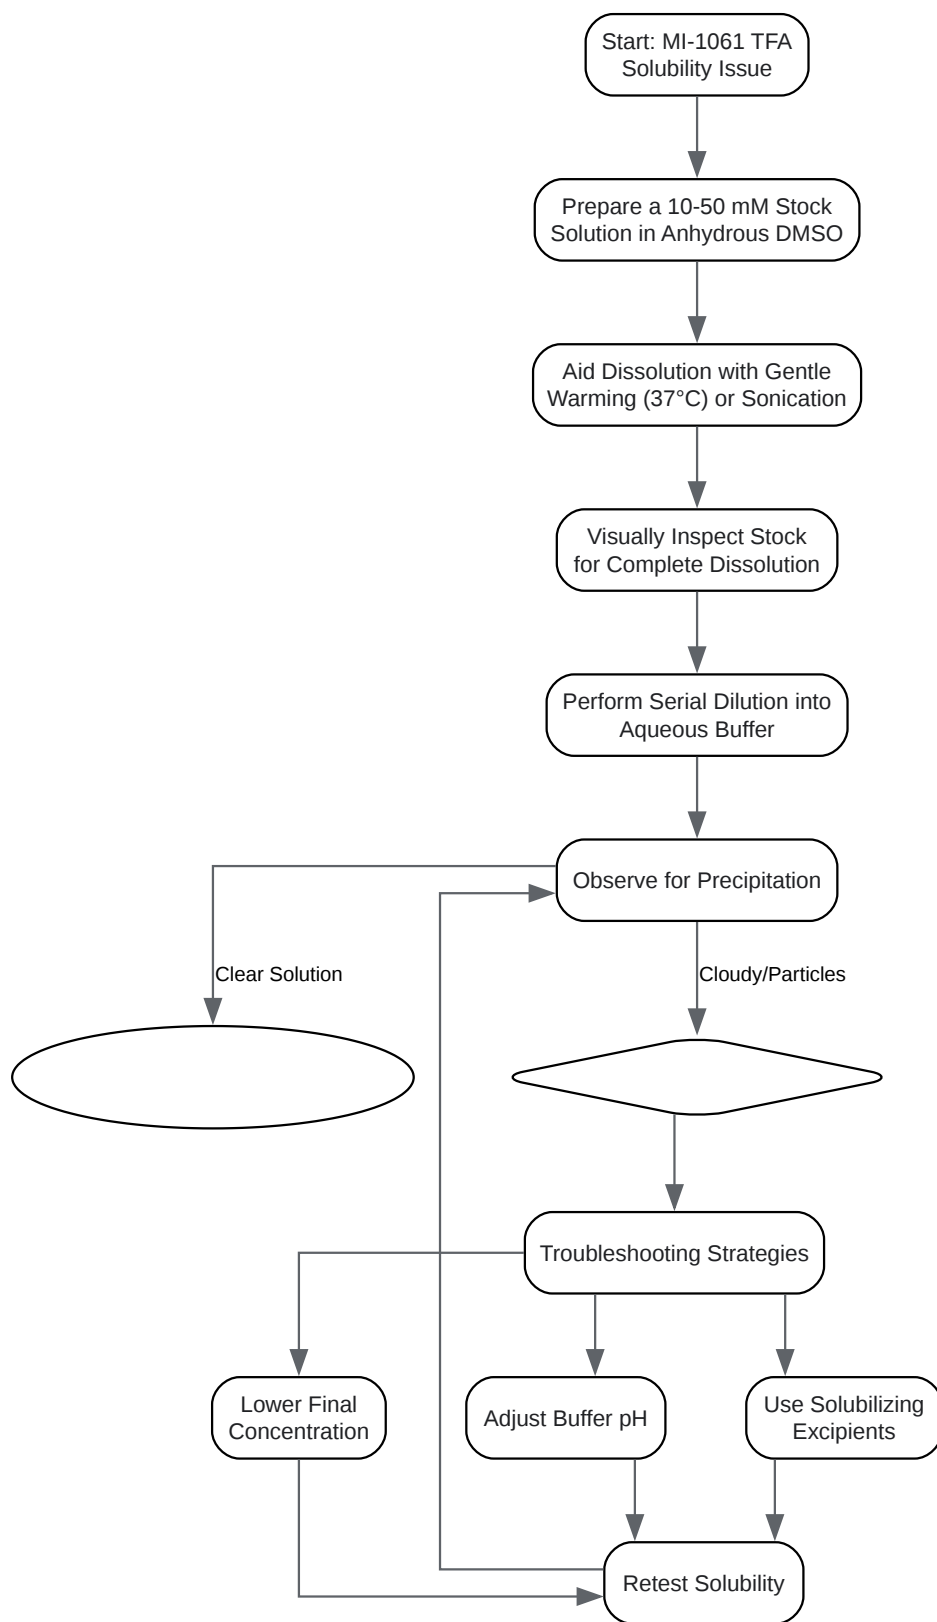 Start: MI-1061 TFA
Solubility Issue
Prepare a 10-50 mM Stock
Solution in Anhydrous DMSO
Aid Dissolution with Gentle
Warming (37°C) or Sonication
Visually Inspect Stock
for Complete Dissolution
Perform Serial Dilution into
Aqueous Buffer
Observe for Precipitation
Clear Solution
Cloudy/Particles
Troubleshooting Strategies
Lower Final
Concentration
Adjust Buffer pH
Use Solubilizing
Excipients
Retest Solubility